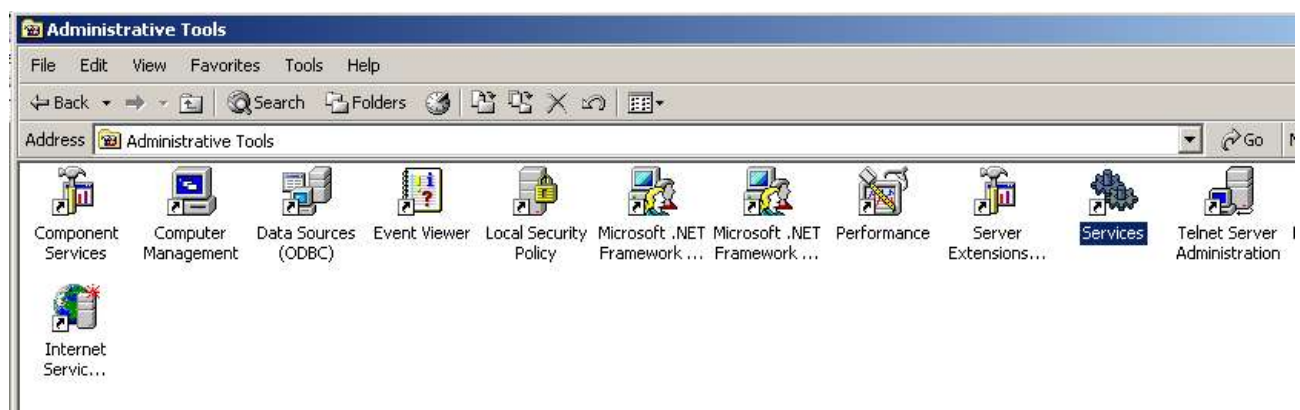 Administrative Tools
File Edit View Favorites Tools Help
Back Search Folders
Address Administrative Tools Go
Component Services
Computer Management
Data Sources (ODBC)
Event Viewer
Local Security Policy
Microsoft .NET Framework ...
Microsoft .NET Framework ...
Performance
Server Extensions...
Services
Telnet Server Administration
Internet Servic...